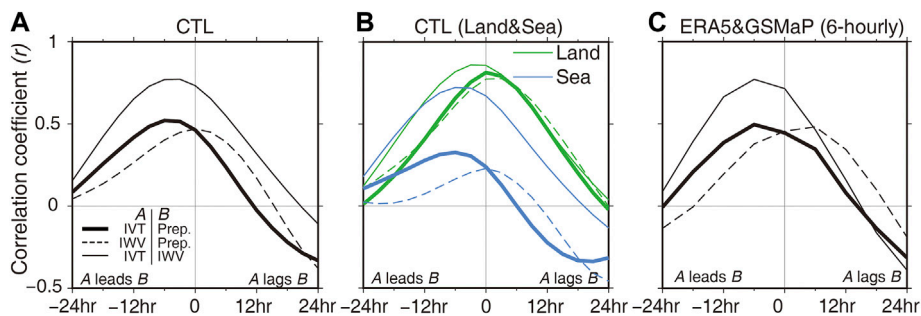 A CTL
B CTL (Land&Sea)
C ERA5&GSMaP (6-hourly)
Correlation coefficient (r)
1
0.5
0
−0.5
A B
IVT Prep.
IWV Prep.
IVT IWV
A leads B A lags B
−24hr −12hr 0 12hr 24hr
Land
Sea
A leads B A lags B
−24hr −12hr 0 12hr 24hr
A leads B A lags B
−24hr −12hr 0 12hr 24hr